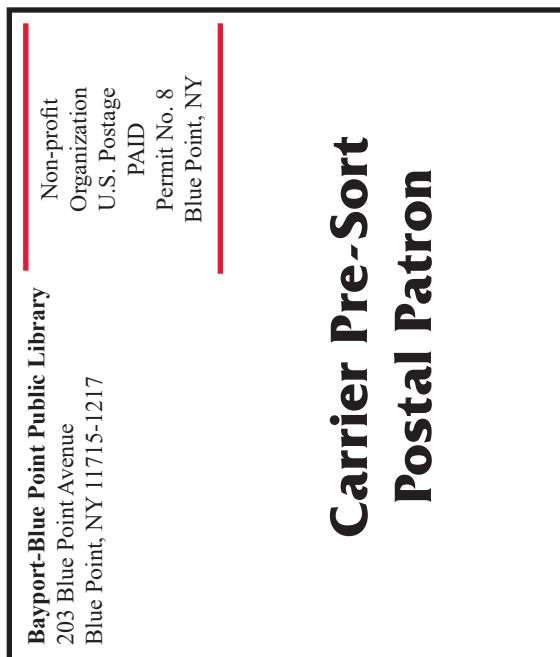 Bayport-Blue Point Public Library
203 Blue Point Avenue
Blue Point, NY 11715-1217
Non-profit
Organization
U.S. Postage
PAID
Permit No. 8
Blue Point, NY
Carrier Pre-Sort
Postal Patron